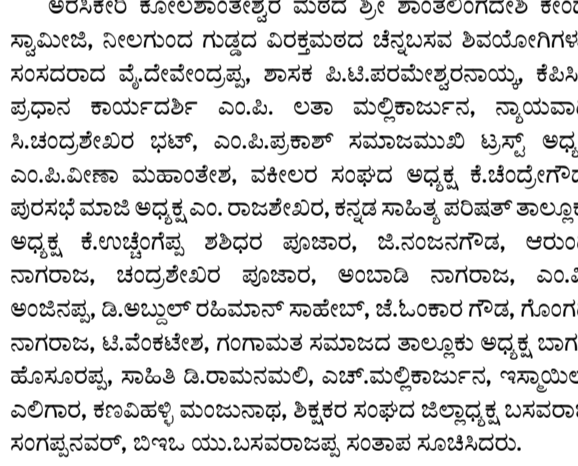 ಅರಸೀಕೇರಿ ಕೋಲಶಾಂತೇಶ್ವರ ಮಠದ ಶ್ರೀ ಶಾಂತಲಿಂಗದೇಶಿ
ಸ್ವಾಮೀಜಿ, ನೀಲಗುಂದ ಗುಡ್ಡದ ವಿರಕ್ತಮಠದ ಚೆನ್ನಬಸವ ಶಿವಯೋಗಿಗಳ
ಸಂಸದರಾದ ವೈ.ದೇವೇಂದ್ರಪ್ಪ, ಶಾಸಕ ಪಿ.ಟಿ.ಪರಮೇಶ್ವರನಾಯ್ಕ, ಕೆಪಿಸಿ
ಪ್ರಧಾನ ಕಾರ್ಯದರ್ಶಿ ಎಂ.ಪಿ. ಲತಾ ಮಲ್ಲಿಕಾರ್ಜುನ, ನ್ಯಾಯವಾ
ಸಿ.ಚಂದ್ರಶೇಖರ ಭಟ್, ಎಂ.ಪಿ.ಪ್ರಕಾಶ್ ಸಮಾಜಮುಖಿ ಟ್ರಸ್ಟ್ ಅಧ್ಯ
ಎಂ.ಪಿ.ವೀಣಾ ಮಹಾಂತೇಶ, ವಕೀಲರ ಸಂಘದ ಅಧ್ಯಕ್ಷ ಕೆ.ಚೆಂದ್ರೇಗೌಡ
ಪುರಸಭೆ ಮಾಜಿ ಅಧ್ಯಕ್ಷ ಎಂ. ರಾಜಶೇಖರ, ಕನ್ನಡ ಸಾಹಿತ್ಯ ಪರಿಷತ್ ತಾಲ್ಲೂಕ
ಅಧ್ಯಕ್ಷ ಕೆ.ಉಚ್ಚೆಂಗೆಪ್ಪ ಶಶಿಧರ ಪೂಜಾರ, ಜಿ.ನಂಜನಗೌಡ, ಆರುಂ
ನಾಗರಾಜ, ಚಂದ್ರಶೇಖರ ಪೂಜಾರ, ಅಂಬಾಡಿ ನಾಗರಾಜ, ಎಂ.ಪಿ
ಅಂಜಿನಪ್ಪ, ಡಿ.ಅಬ್ದುಲ್ ರಹಿಮಾನ್ ಸಾಹೇಬ್, ಜೆ.ಓಂಕಾರ ಗೌಡ, ಗೊಂಗ
ನಾಗರಾಜ, ಟಿ.ವೆಂಕಟೇಶ, ಗಂಗಾಮತ ಸಮಾಜದ ತಾಲ್ಲೂಕು ಅಧ್ಯಕ್ಷ ಬಾಗ
ಹೊಸೂರಪ್ಪ, ಸಾಹಿತಿ ಡಿ.ರಾಮನಮಲಿ, ಎಚ್.ಮಲ್ಲಿಕಾರ್ಜುನ, ಇಸ್ಮಾಯಿಲ
ಎಲಿಗಾರ, ಕಣವಿಹಳ್ಳಿ ಮಂಜುನಾಥ, ಶಿಕ್ಷಕರ ಸಂಘದ ಜಿಲ್ಲಾಧ್ಯಕ್ಷ ಬಸವರಾಜ
ಸಂಗಪ್ಪನವರ್, ಬಿಇಒ ಯು.ಬಸವರಾಜಪ್ಪ ಸಂತಾಪ ಸೂಚಿಸಿದರು.